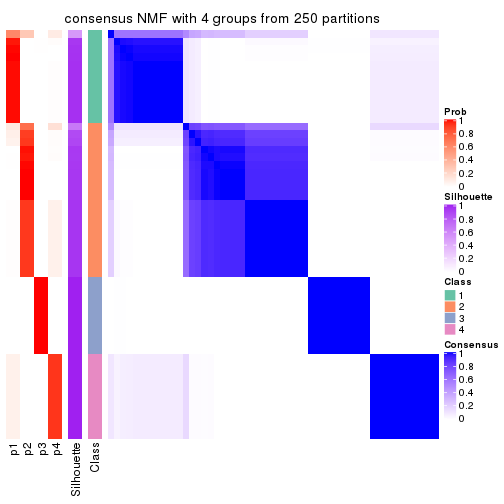 consensus NMF with 4 groups from 250 partitions
Prob
1
0.8
0.6
0.4
0.2
0
Silhouette
1
0.8
0.6
0.4
0.2
0
Class
1
2
3
4
Consensus
1
0.8
0.6
0.4
0.2
0
p1
p2
p3
p4
Silhouette
Class